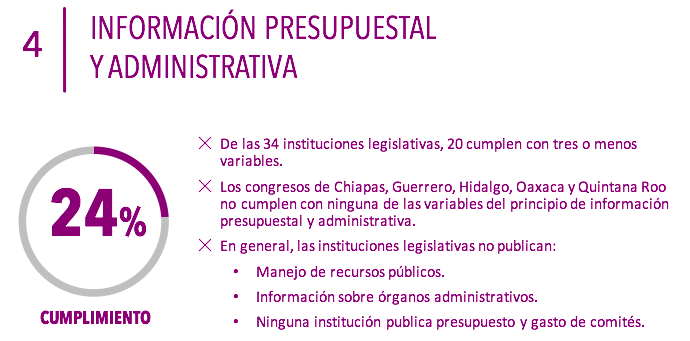 4
INFORMACIÓN PRESUPUESTAL
Y ADMINISTRATIVA
24%
CUMPLIMIENTO
De las 34 instituciones legislativas, 20 cumplen con tres o menos
variables.
Los congresos de Chiapas, Guerrero, Hidalgo, Oaxaca y Quintana Roo
no cumplen con ninguna de las variables del principio de información
presupuestal y administrativa.
En general, las instituciones legislativas no publican:
• Manejo de recursos públicos.
• Información sobre órganos administrativos.
• Ninguna institución publica presupuesto y gasto de comités.